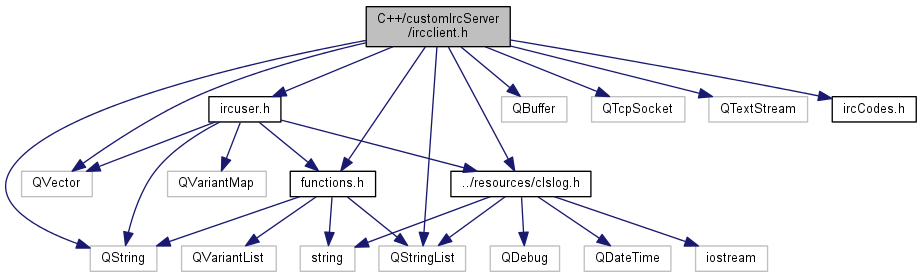 C++/customIrcServer
/ircclient.h
ircuser.h
QBuffer
QTcpSocket
QTextStream
ircCodes.h
QVector
QVariantMap
functions.h
../resources/clslog.h
QString
QVariantList
string
QStringList
QDebug
QDateTime
iostream